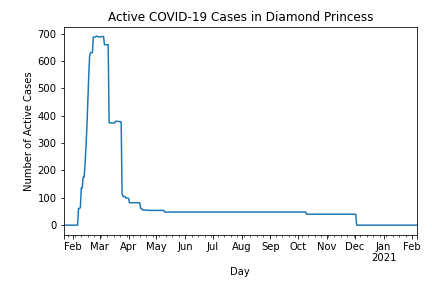 Active COVID-19 Cases in Diamond Princess
Number of Active Cases
700
600
500
400
300
200
100
0
Feb Mar Apr May Jun Jul Aug Sep Oct Nov Dec Jan Feb
2021
Day